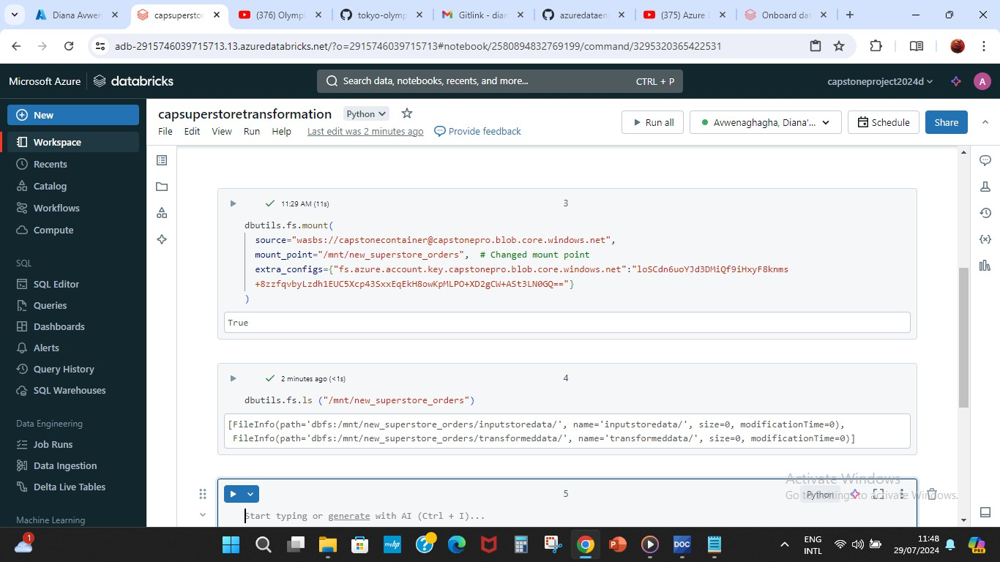 Diana Avwen
capsuperstor
(376) Olympi
tokyo-olymp
Gitlink - dian
azuredataen
(375) Azure
Onboard dat
adb-2915746039715713.13.azuredatabricks.net/?o=2915746039715713#notebook/2580894832769199/command/3295320365422531
Microsoft Azure
databricks
Search data, notebooks, recents, and more...
CTRL + P
capstoneproject2024d
A
New
Workspace
Recents
Catalog
Workflows
Compute
SQL
SQL Editor
Queries
Dashboards
Alerts
Query History
SQL Warehouses
Data Engineering
Job Runs
Data Ingestion
Delta Live Tables
Machine Learning
capsuperstoretransformation
Python
File Edit View Run Help Last edit was 2 minutes ago Provide feedback
Run all
Avwenaghagha, Diana'...
Schedule
Share
11:29 AM (11s)
3
dbutils.fs.mount(
source="wasbs://capstonecontainer@capstonepro.blob.core.windows.net",
mount_point="/mnt/new_superstore_orders",  # Changed mount point
extra_configs={"fs.azure.account.key.capstonepro.blob.core.windows.net":"loSCdn6uoYJd3DMiQf9iHxyF8knms
+8zzfqvbyLzdh1EUC5Xcp43SxxEqEkH8owKpMLPO+XD2gCW+ASt3LN0GQ=="}
)
True
2 minutes ago (<1s)
4
dbutils.fs.ls ("/mnt/new_superstore_orders")
[FileInfo(path='dbfs:/mnt/new_superstore_orders/inputstoredata/', name='inputstoredata/', size=0, modificationTime=0),
FileInfo(path='dbfs:/mnt/new_superstore_orders/transformeddata/', name='transformeddata/', size=0, modificationTime=0)]
5
Python
Start typing or generate with AI (Ctrl + I)...
Activate Windows
Go to Settings to activate Windows.
1
myhp
DOC
ENG
INTL
11:48
29/07/2024
PRE